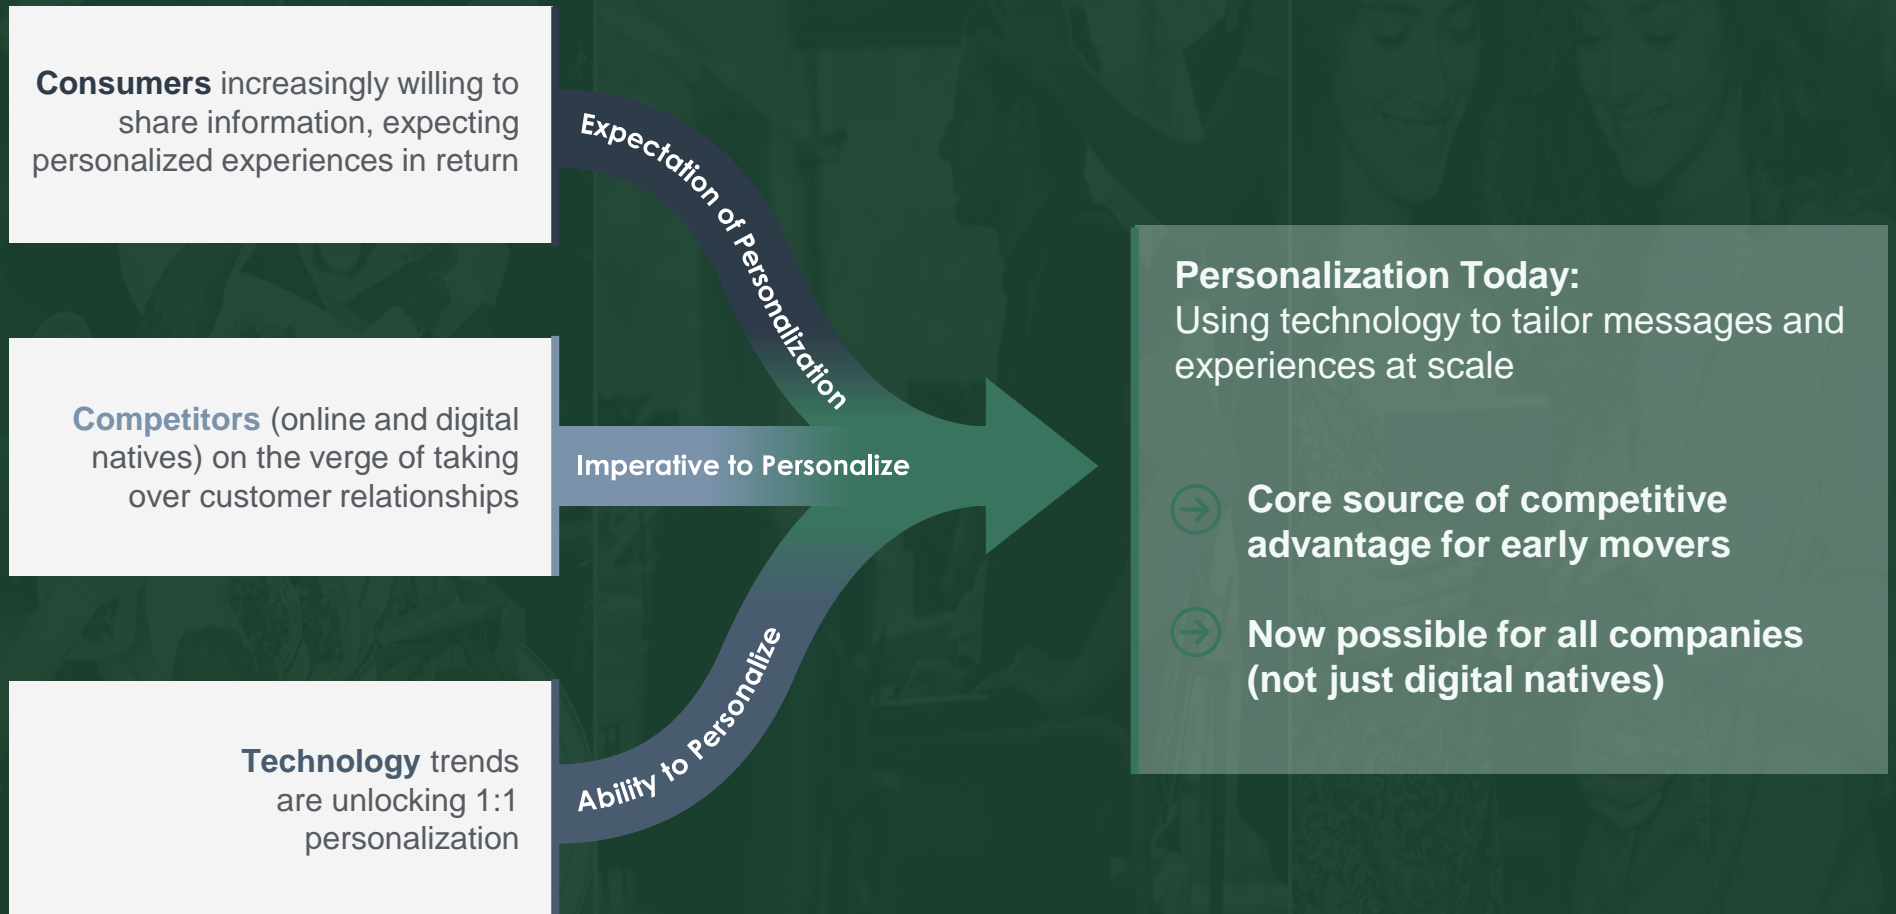 Consumers increasingly willing to
share information, expecting
personalized experiences in return
Expectation of Personalization
Competitors (online and digital
natives) on the verge of taking
over customer relationships
Imperative to Personalize
Technology trends
are unlocking 1:1
personalization
Ability to Personalize
Personalization Today:
Using technology to tailor messages and
experiences at scale
Core source of competitive
advantage for early movers
Now possible for all companies
(not just digital natives)